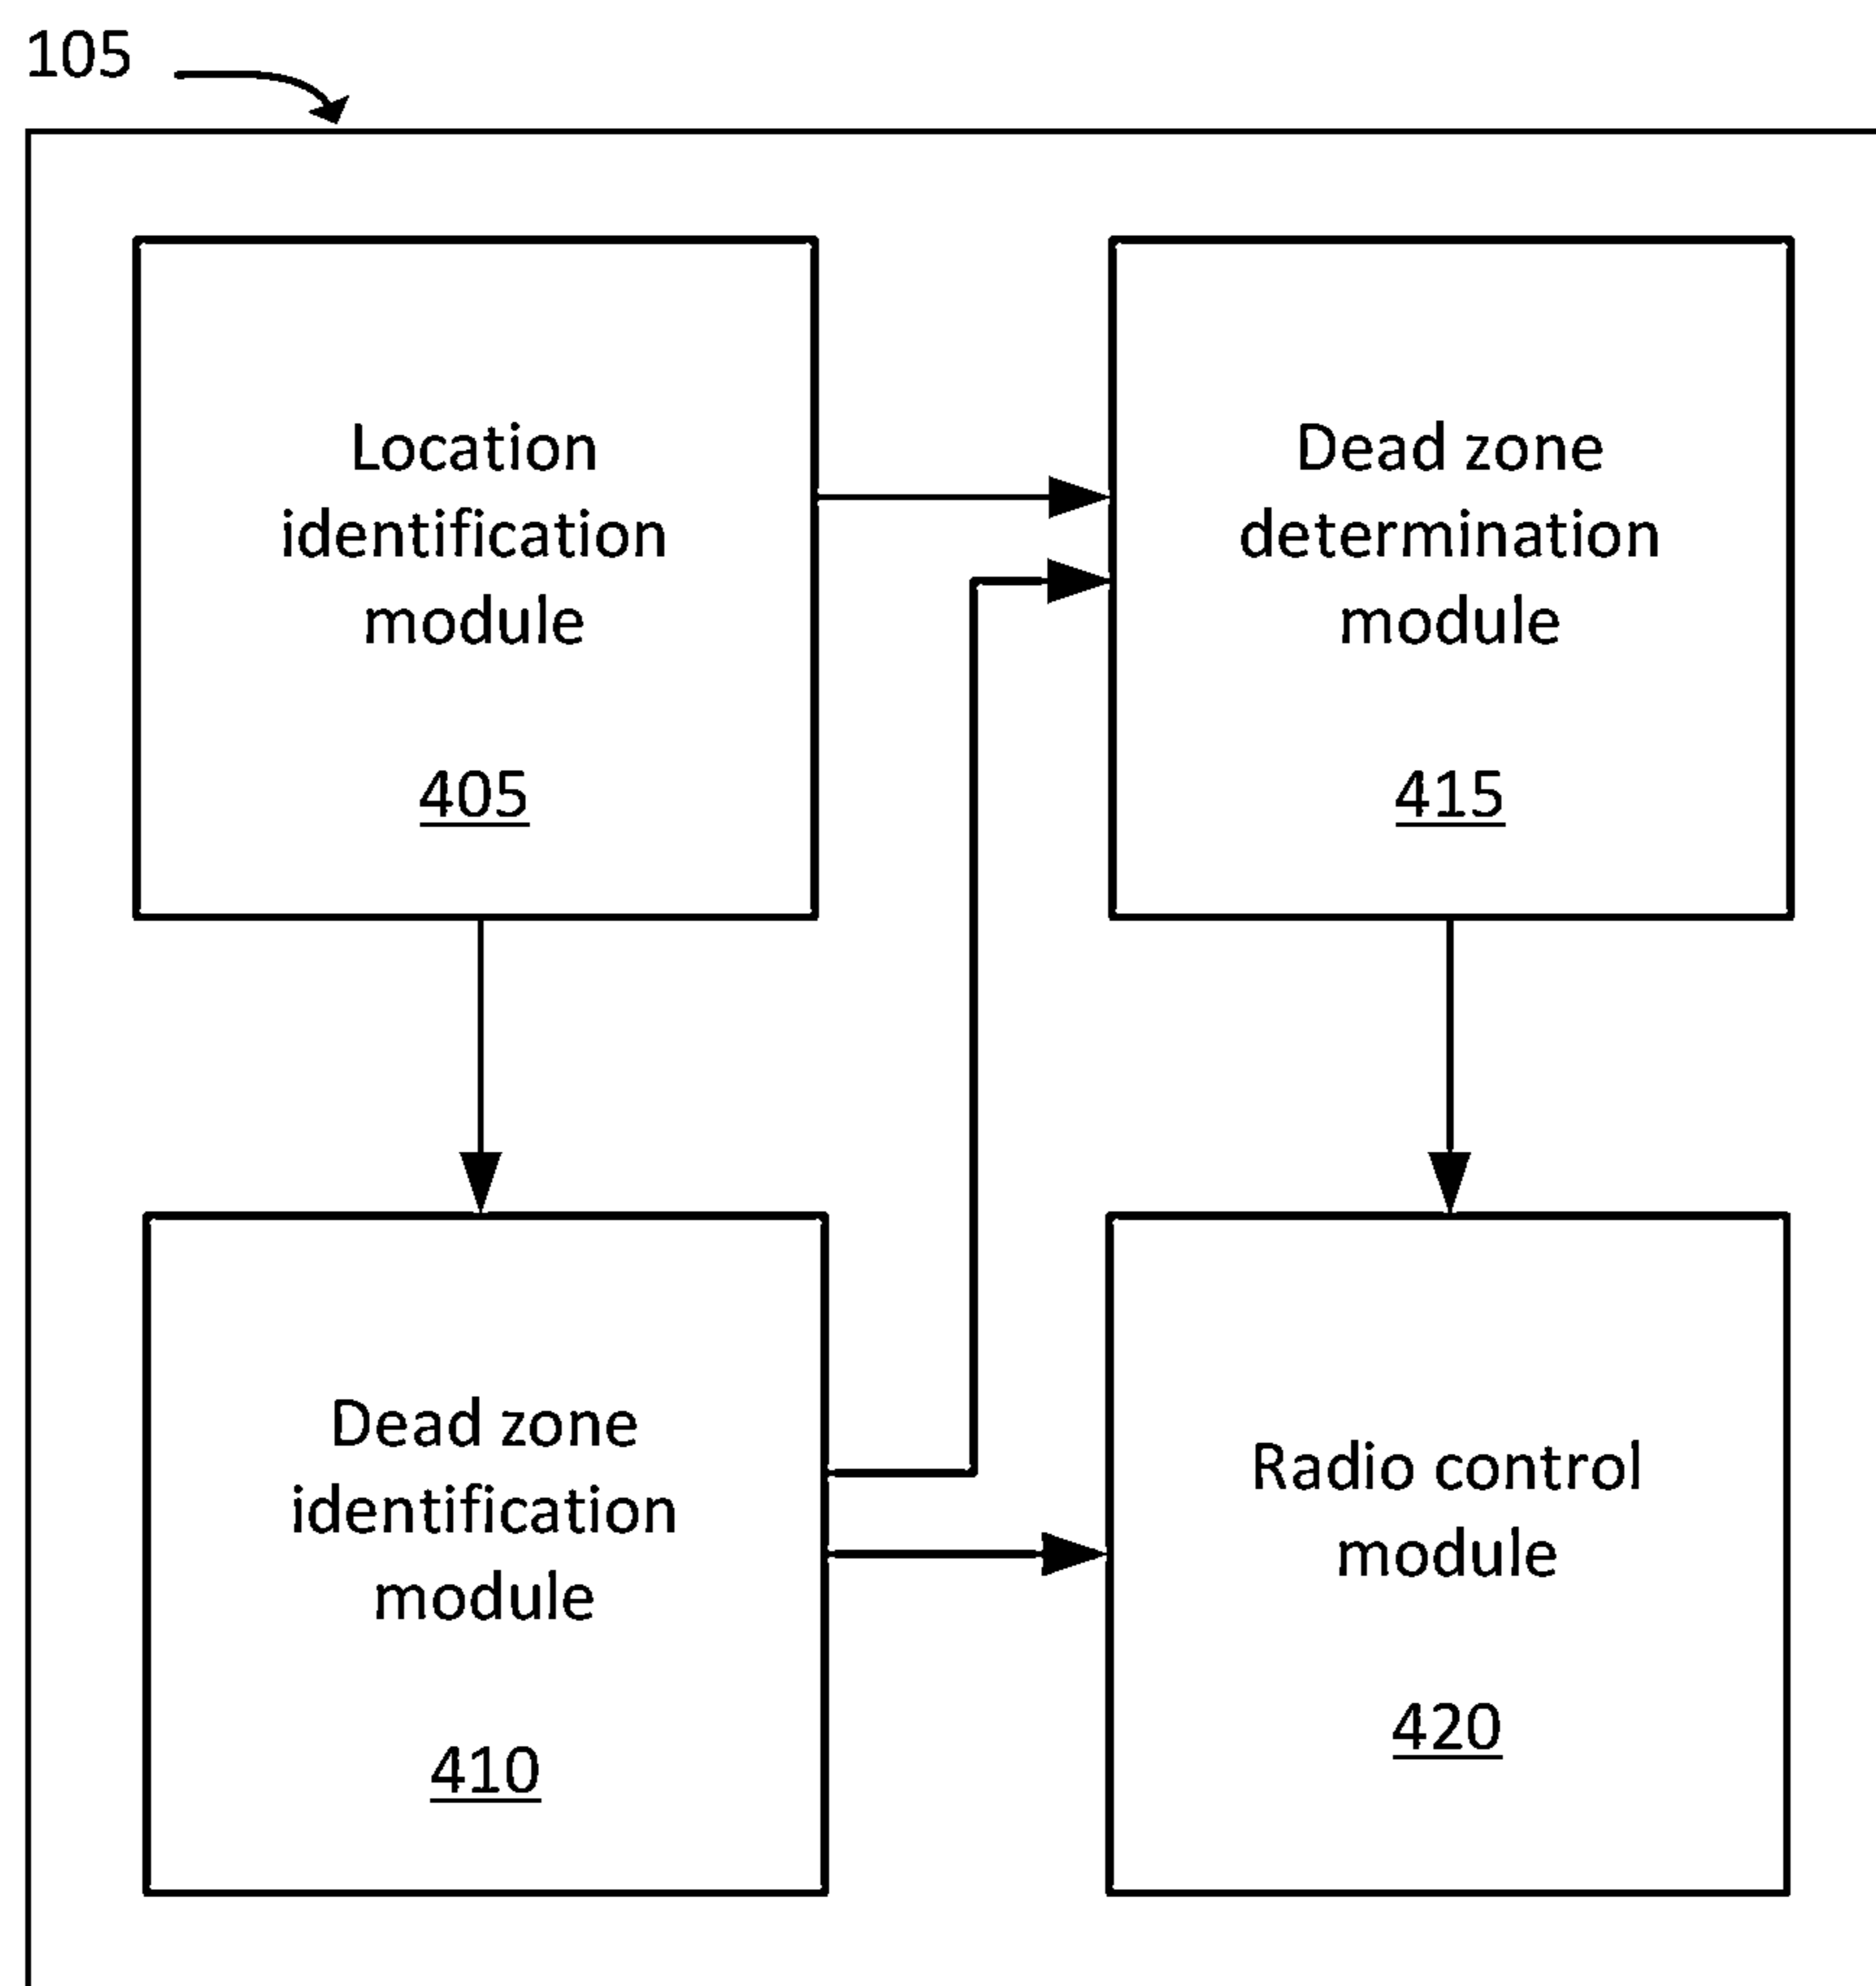 105
Location
identification
module
405
Dead zone
determination
module
415
Dead zone
identification
module
410
Radio control
module
420